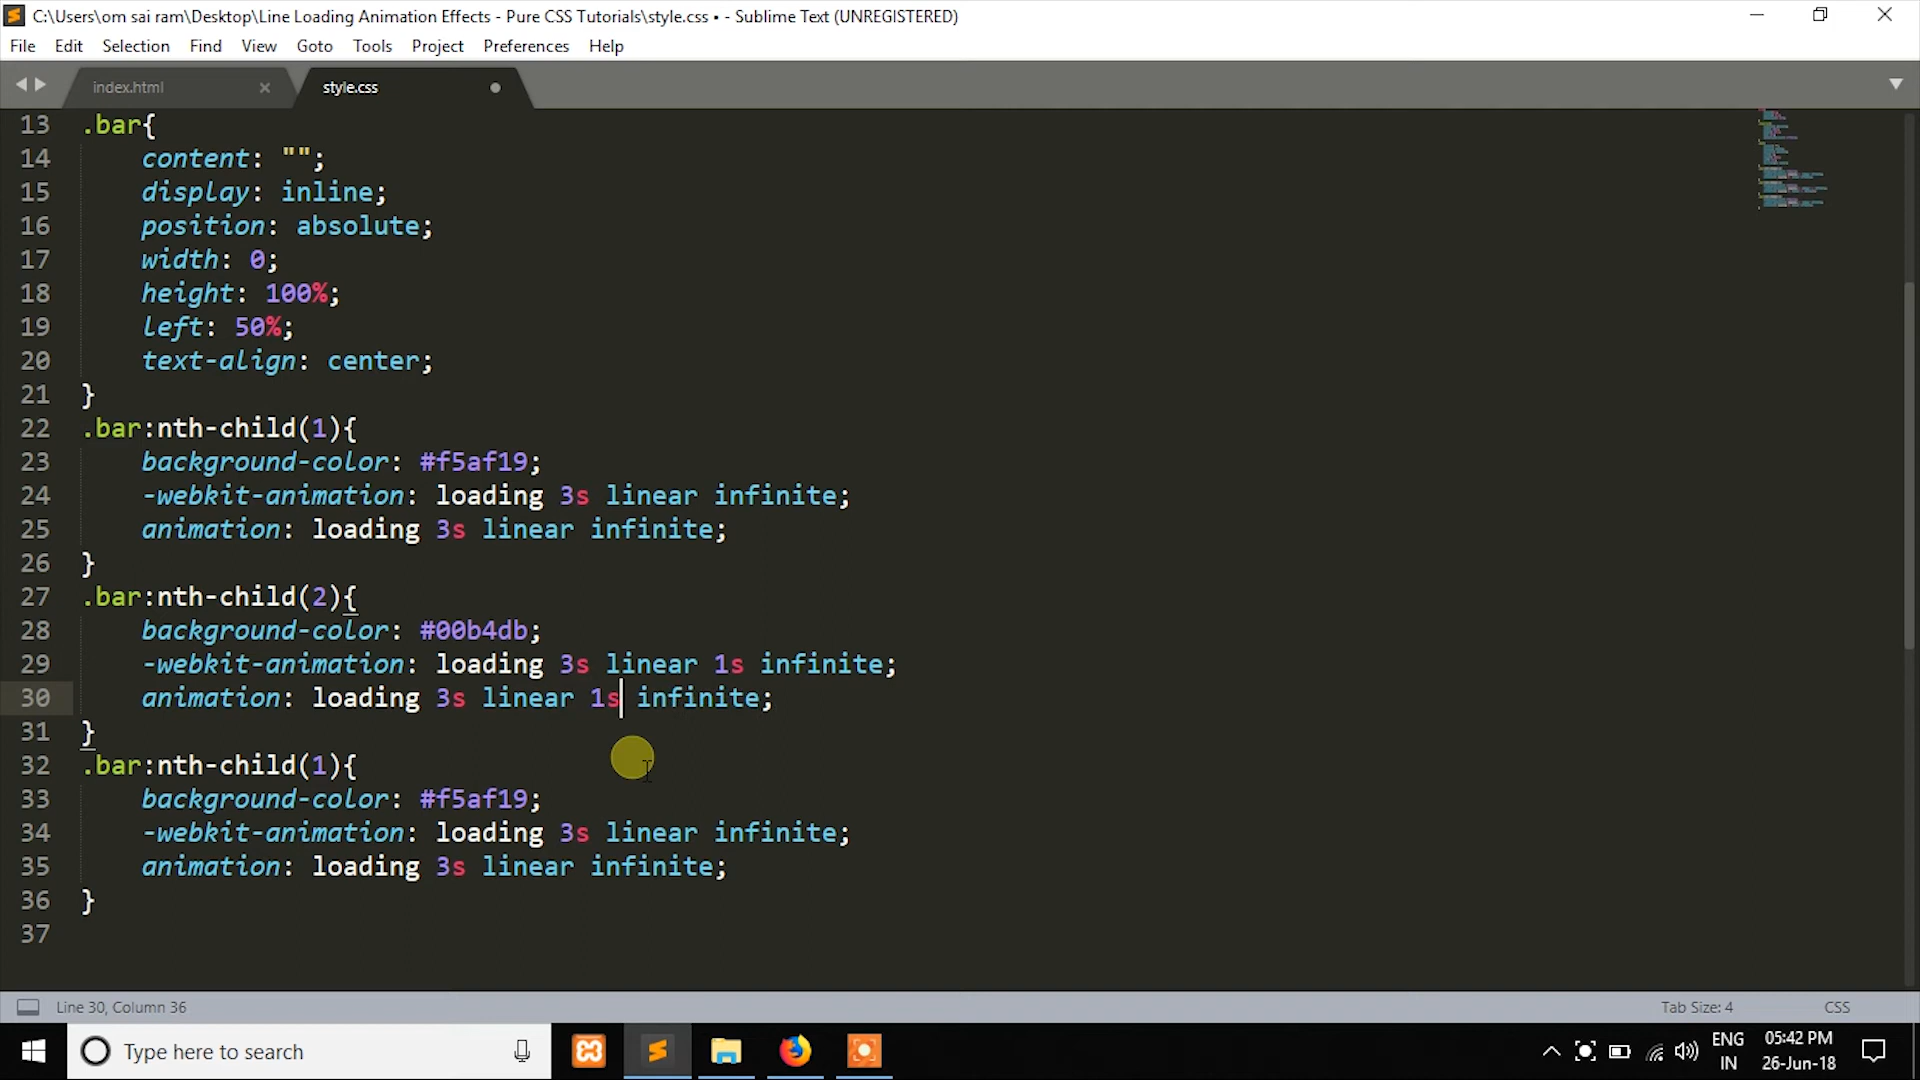 C:\Users\om sai ram\Desktop\Line Loading Animation Effects - Pure CSS Tutorials\style.css • - Sublime Text (UNREGISTERED)
File Edit Selection Find View Goto Tools Project Preferences Help
index.html × style.css
13 .bar{
14 content: "";
15 display: inline;
16 position: absolute;
17 width: 0;
18 height: 100%;
19 left: 50%;
20 text-align: center;
21 }
22 .bar:nth-child(1){
23 background-color: #f5af19;
24 -webkit-animation: loading 3s linear infinite;
25 animation: loading 3s linear infinite;
26 }
27 .bar:nth-child(2){
28 background-color: #00b4db;
29 -webkit-animation: loading 3s linear 1s infinite;
30 animation: loading 3s linear 1s infinite;
31 }
32 .bar:nth-child(1){
33 background-color: #f5af19;
34 -webkit-animation: loading 3s linear infinite;
35 animation: loading 3s linear infinite;
36 }
37
Line 30, Column 36 Tab Size: 4 CSS
Type here to search
ENG 05:42 PM
IN 26-Jun-18